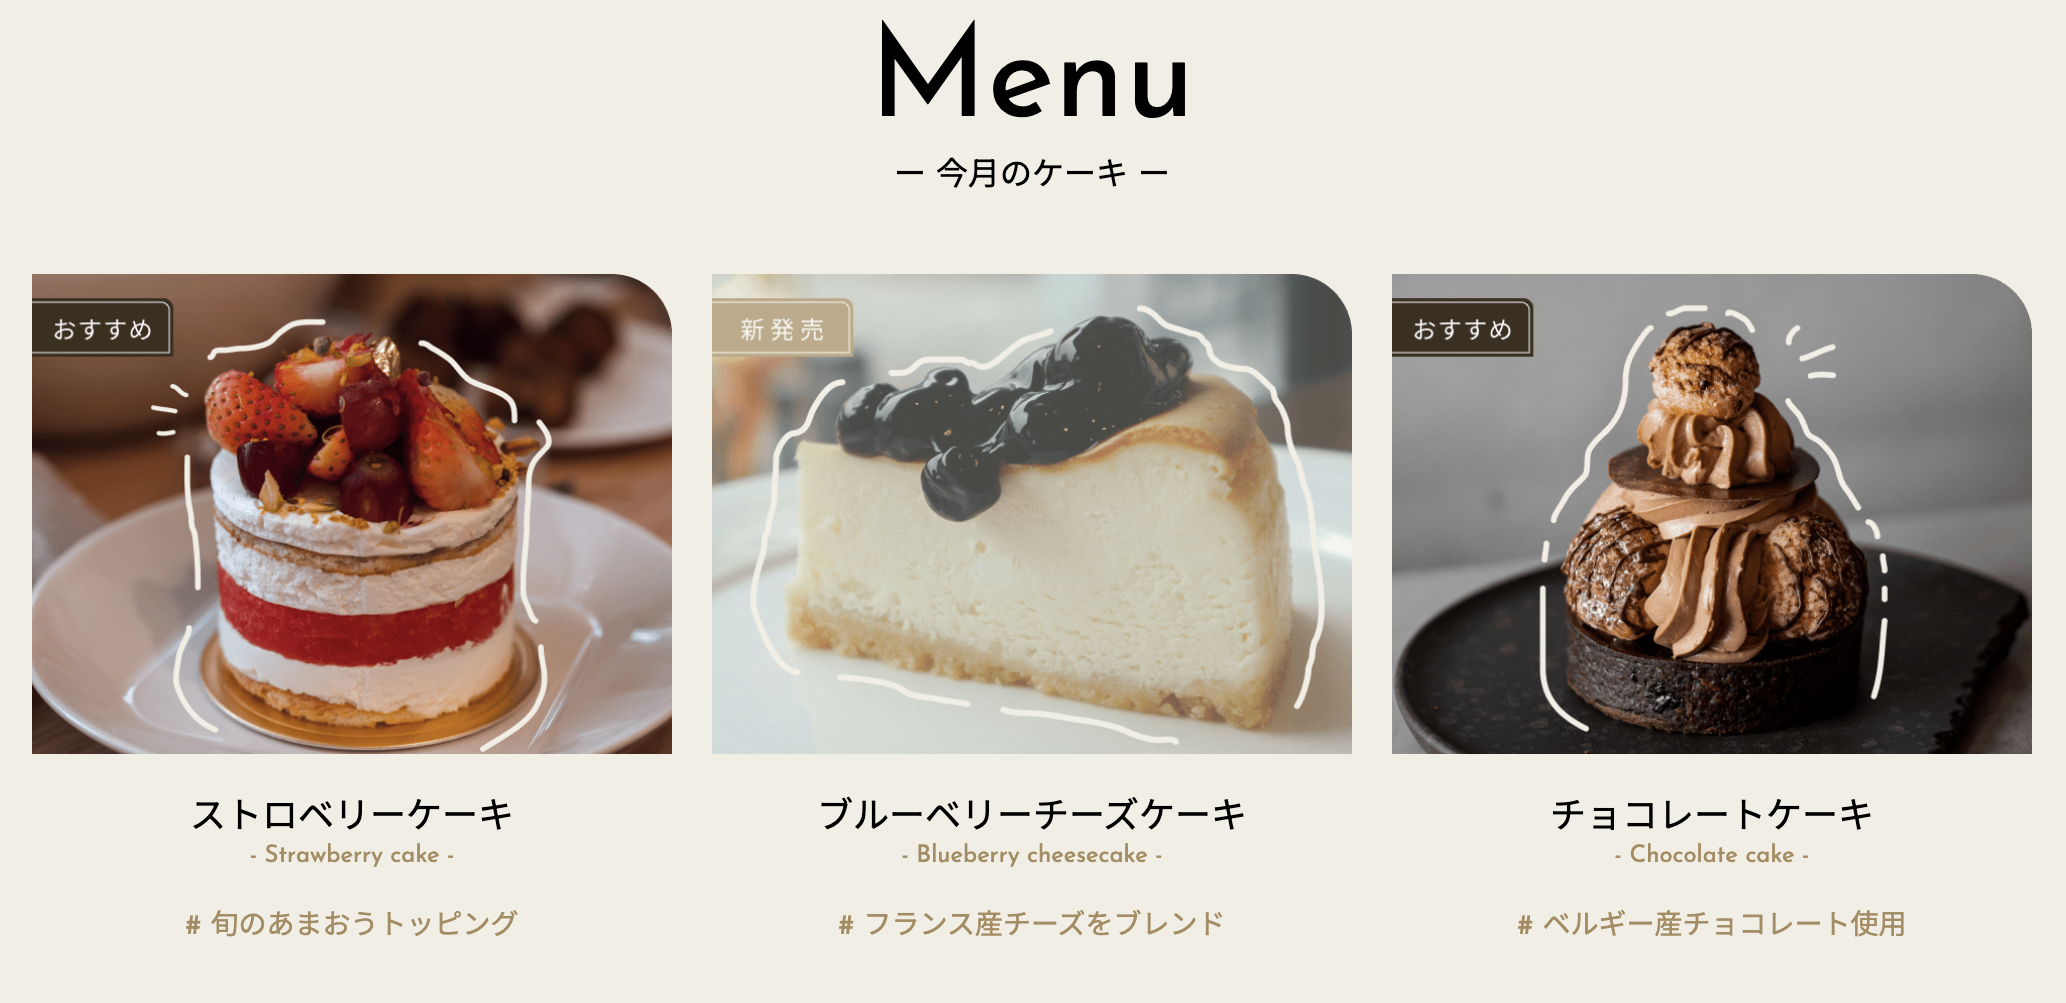 Menu
ー 今月のケーキ ー
おすすめ
新発売
おすすめ
ストロベリーケーキ
- Strawberry cake -
# 旬のあまおうトッピング
ブルーベリーチーズケーキ
- Blueberry cheesecake -
# フランス産チーズをブレンド
チョコレートケーキ
- Chocolate cake -
# ベルギー産チョコレート使用